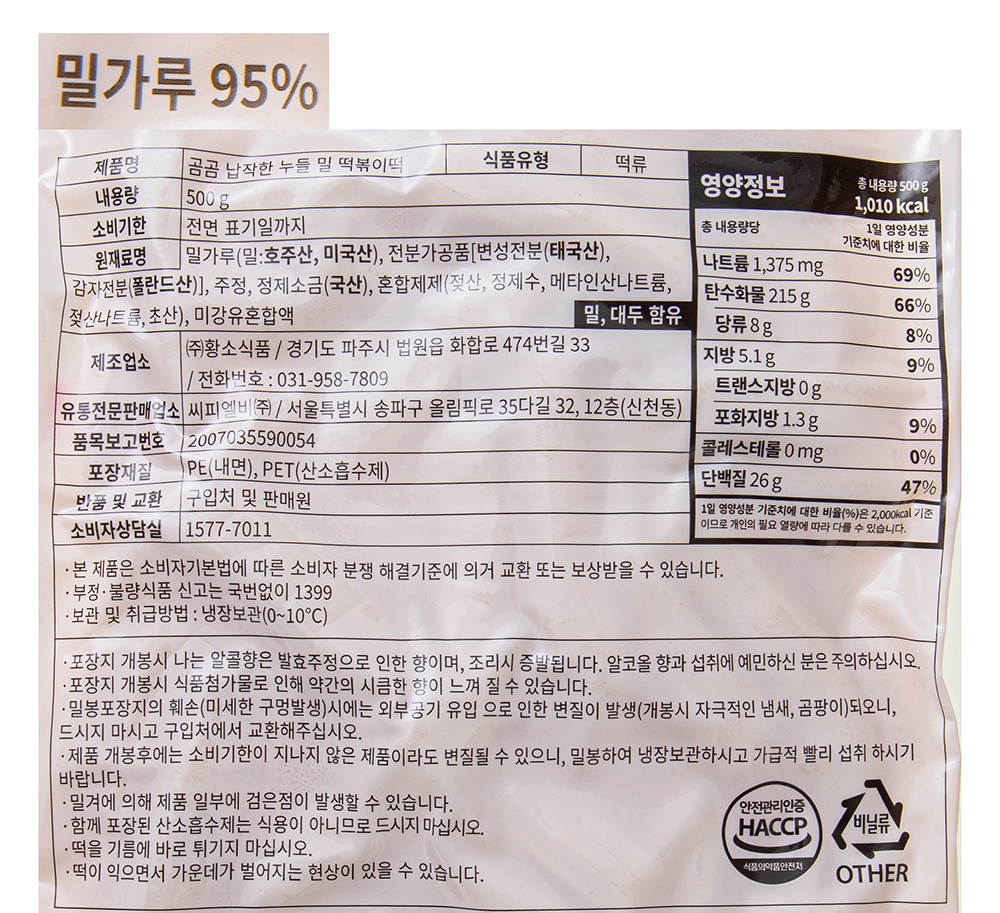 밀가루 95%
제품명 곰곰 납작한 누들 밀 떡볶이떡 식품유형 떡류
내용량 500 g
소비기한 전면 표기일까지
원재료명 밀가루(밀:호주산, 미국산), 전분가공품[변성전분(태국산),
감자전분(폴란드산)], 주정, 정제소금(국산), 혼합제제(젖산, 정제수, 메타인산나트륨,
젖산나트륨, 초산), 미강유혼합액
밀, 대두 함유
제조업소 ㈜황소식품 / 경기도 파주시 법원읍 화합로 474번길 33
/ 전화번호 : 031-958-7809
유통전문판매업소 씨피엘비㈜ / 서울특별시 송파구 올림픽로 35다길 32, 12층(신천동)
품목보고번호 2007035590054
포장재질 PE(내면), PET(산소흡수제)
반품 및 교환 구입처 및 판매원
소비자상담실 1577-7011
영양정보 총 내용량 500 g
1,010 kcal
총 내용량당 1일 영양성분
기준치에 대한 비율
나트륨 1,375 mg 69%
탄수화물 215 g 66%
당류 8 g 8%
지방 5.1 g 9%
트랜스지방 0 g
포화지방 1.3 g 9%
콜레스테롤 0 mg 0%
단백질 26 g 47%
1일 영양성분 기준치에 대한 비율(%)은 2,000kcal 기준
이므로 개인의 필요 열량에 따라 다를 수 있습니다.
·본 제품은 소비자기본법에 따른 소비자 분쟁 해결기준에 의거 교환 또는 보상받을 수 있습니다.
·부정·불량식품 신고는 국번없이 1399
·보관 및 취급방법 : 냉장보관(0~10°C)
·포장지 개봉시 나는 알콜향은 발효주정으로 인한 향이며, 조리시 증발됩니다. 알코올 향과 섭취에 예민하신 분은 주의하십시오.
·포장지 개봉시 식품첨가물로 인해 약간의 시큼한 향이 느껴 질 수 있습니다.
·밀봉포장지의 훼손(미세한 구멍발생)시에는 외부공기 유입 으로 인한 변질이 발생(개봉시 자극적인 냄새, 곰팡이)되오니,
드시지 마시고 구입처에서 교환해주십시오.
·제품 개봉후에는 소비기한이 지나지 않은 제품이라도 변질될 수 있으니, 밀봉하여 냉장보관하시고 가급적 빨리 섭취 하시기
바랍니다.
·밀겨에 의해 제품 일부에 검은점이 발생할 수 있습니다.
·함께 포장된 산소흡수제는 식용이 아니므로 드시지 마십시오.
·떡을 기름에 바로 튀기지 마십시오.
·떡이 익으면서 가운데가 벌어지는 현상이 있을 수 있습니다.
안전관리인증
HACCP
식품의약품안전처
비닐류
OTHER